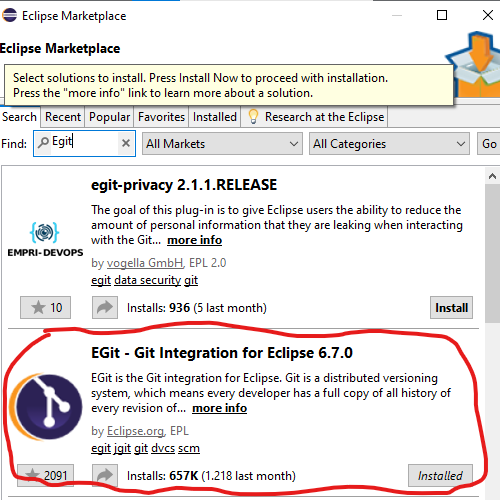 Eclipse Marketplace
Eclipse Marketplace
Select solutions to install. Press Install Now to proceed with installation.
Press the "more info" link to learn more about a solution.
Search Recent Popular Favorites Installed Research at the Eclipse
Find: Egit All Markets All Categories Go
egit-privacy 2.1.1.RELEASE
The goal of this plug-in is to give Eclipse users the ability to reduce the
amount of personal information that they are leaking when interacting
with the Git... more info
EMPRI-DEVOPS
by vogella GmbH, EPL 2.0
egit data security git
10 Installs: 936 (5 last month) Install
EGit - Git Integration for Eclipse 6.7.0
EGit is the Git integration for Eclipse. Git is a distributed versioning
system, which means every developer has a full copy of all history of
every revision of... more info
by Eclipse.org, EPL
egit jgit git dvcs scm
2091 Installs: 657K (1.218 last month) Installed